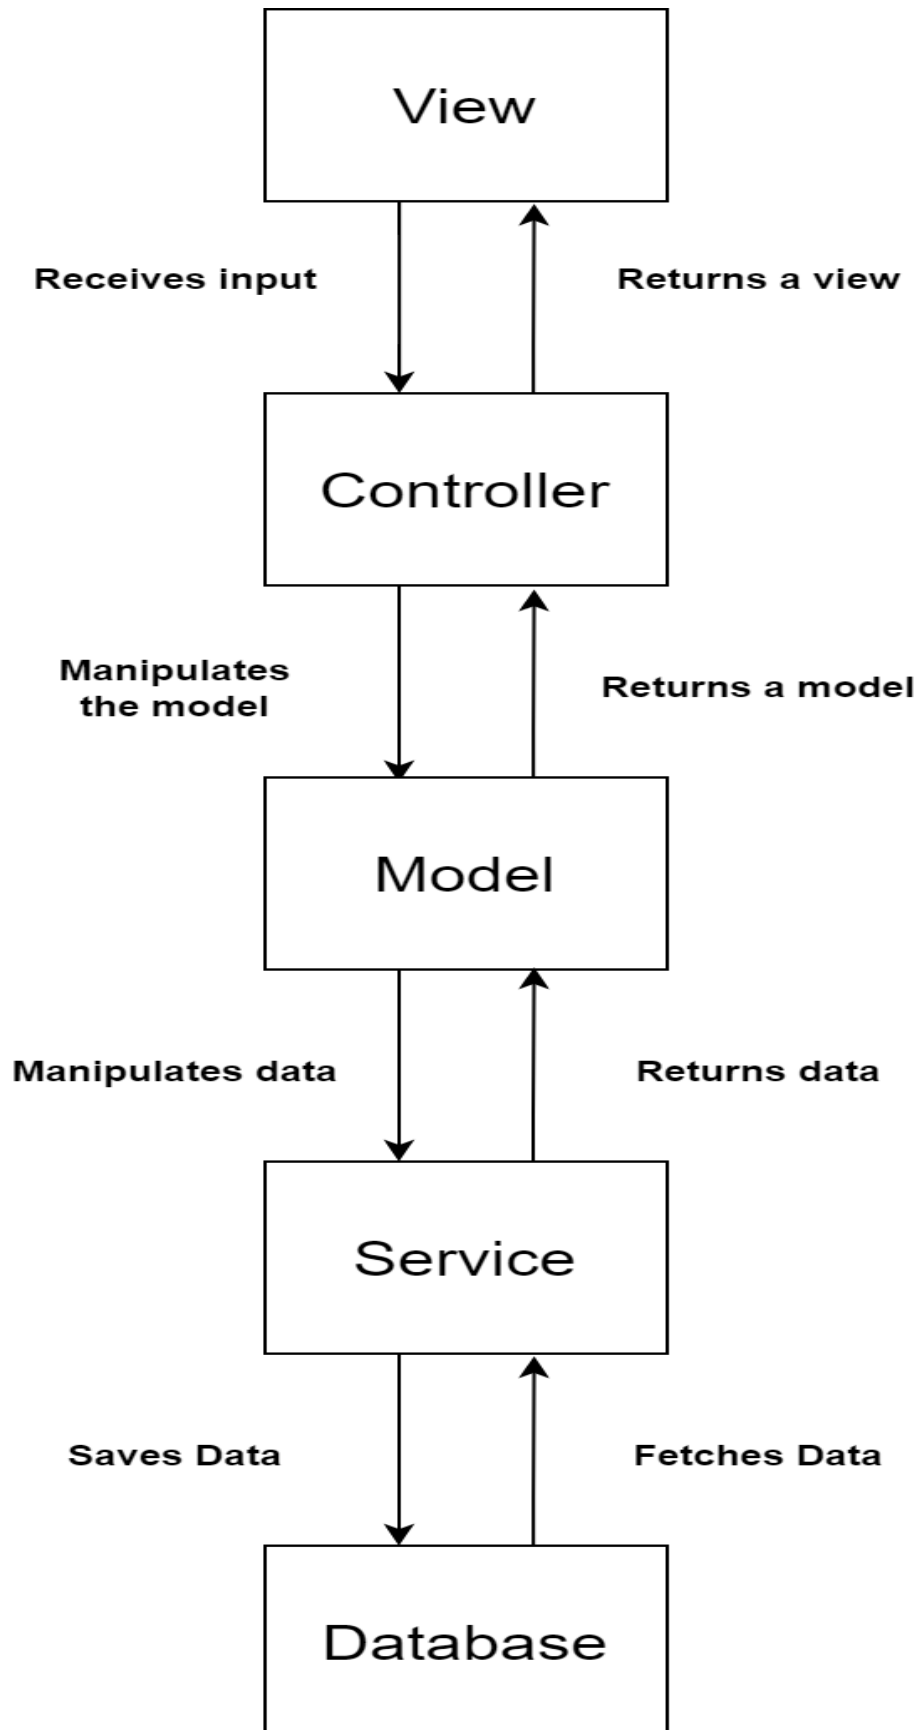 View
Receives input
Returns a view
Controller
Manipulates
the model
Returns a model
Model
Manipulates data
Returns data
Service
Saves Data
Fetches Data
Database